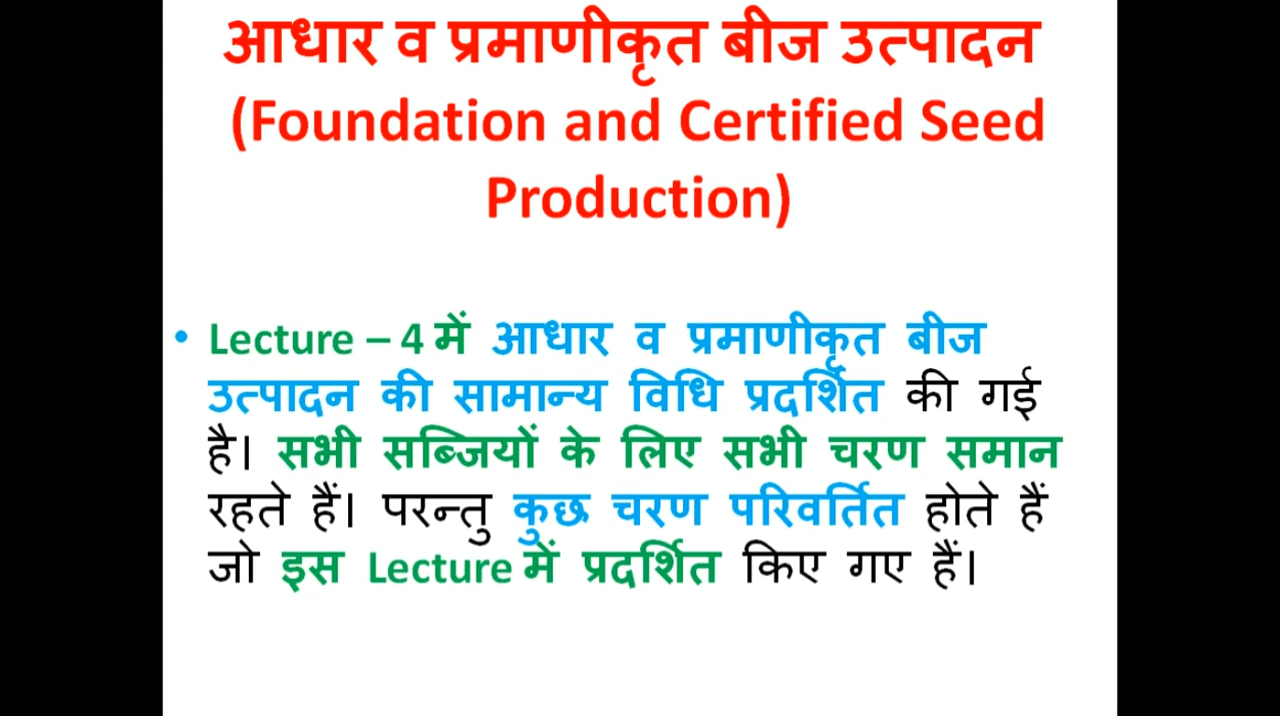 आधार व प्रमाणीकृत बीज उत्पादन
(Foundation and Certified Seed
Production)
• Lecture – 4 में आधार व प्रमाणीकृत बीज
उत्पादन की सामान्य विधि प्रदर्शित की गई
है। सभी सब्जियों के लिए सभी चरण समान
रहते हैं। परन्तु कुछ चरण परिवर्तित होते हैं
जो इस Lecture में प्रदर्शित किए गए हैं।